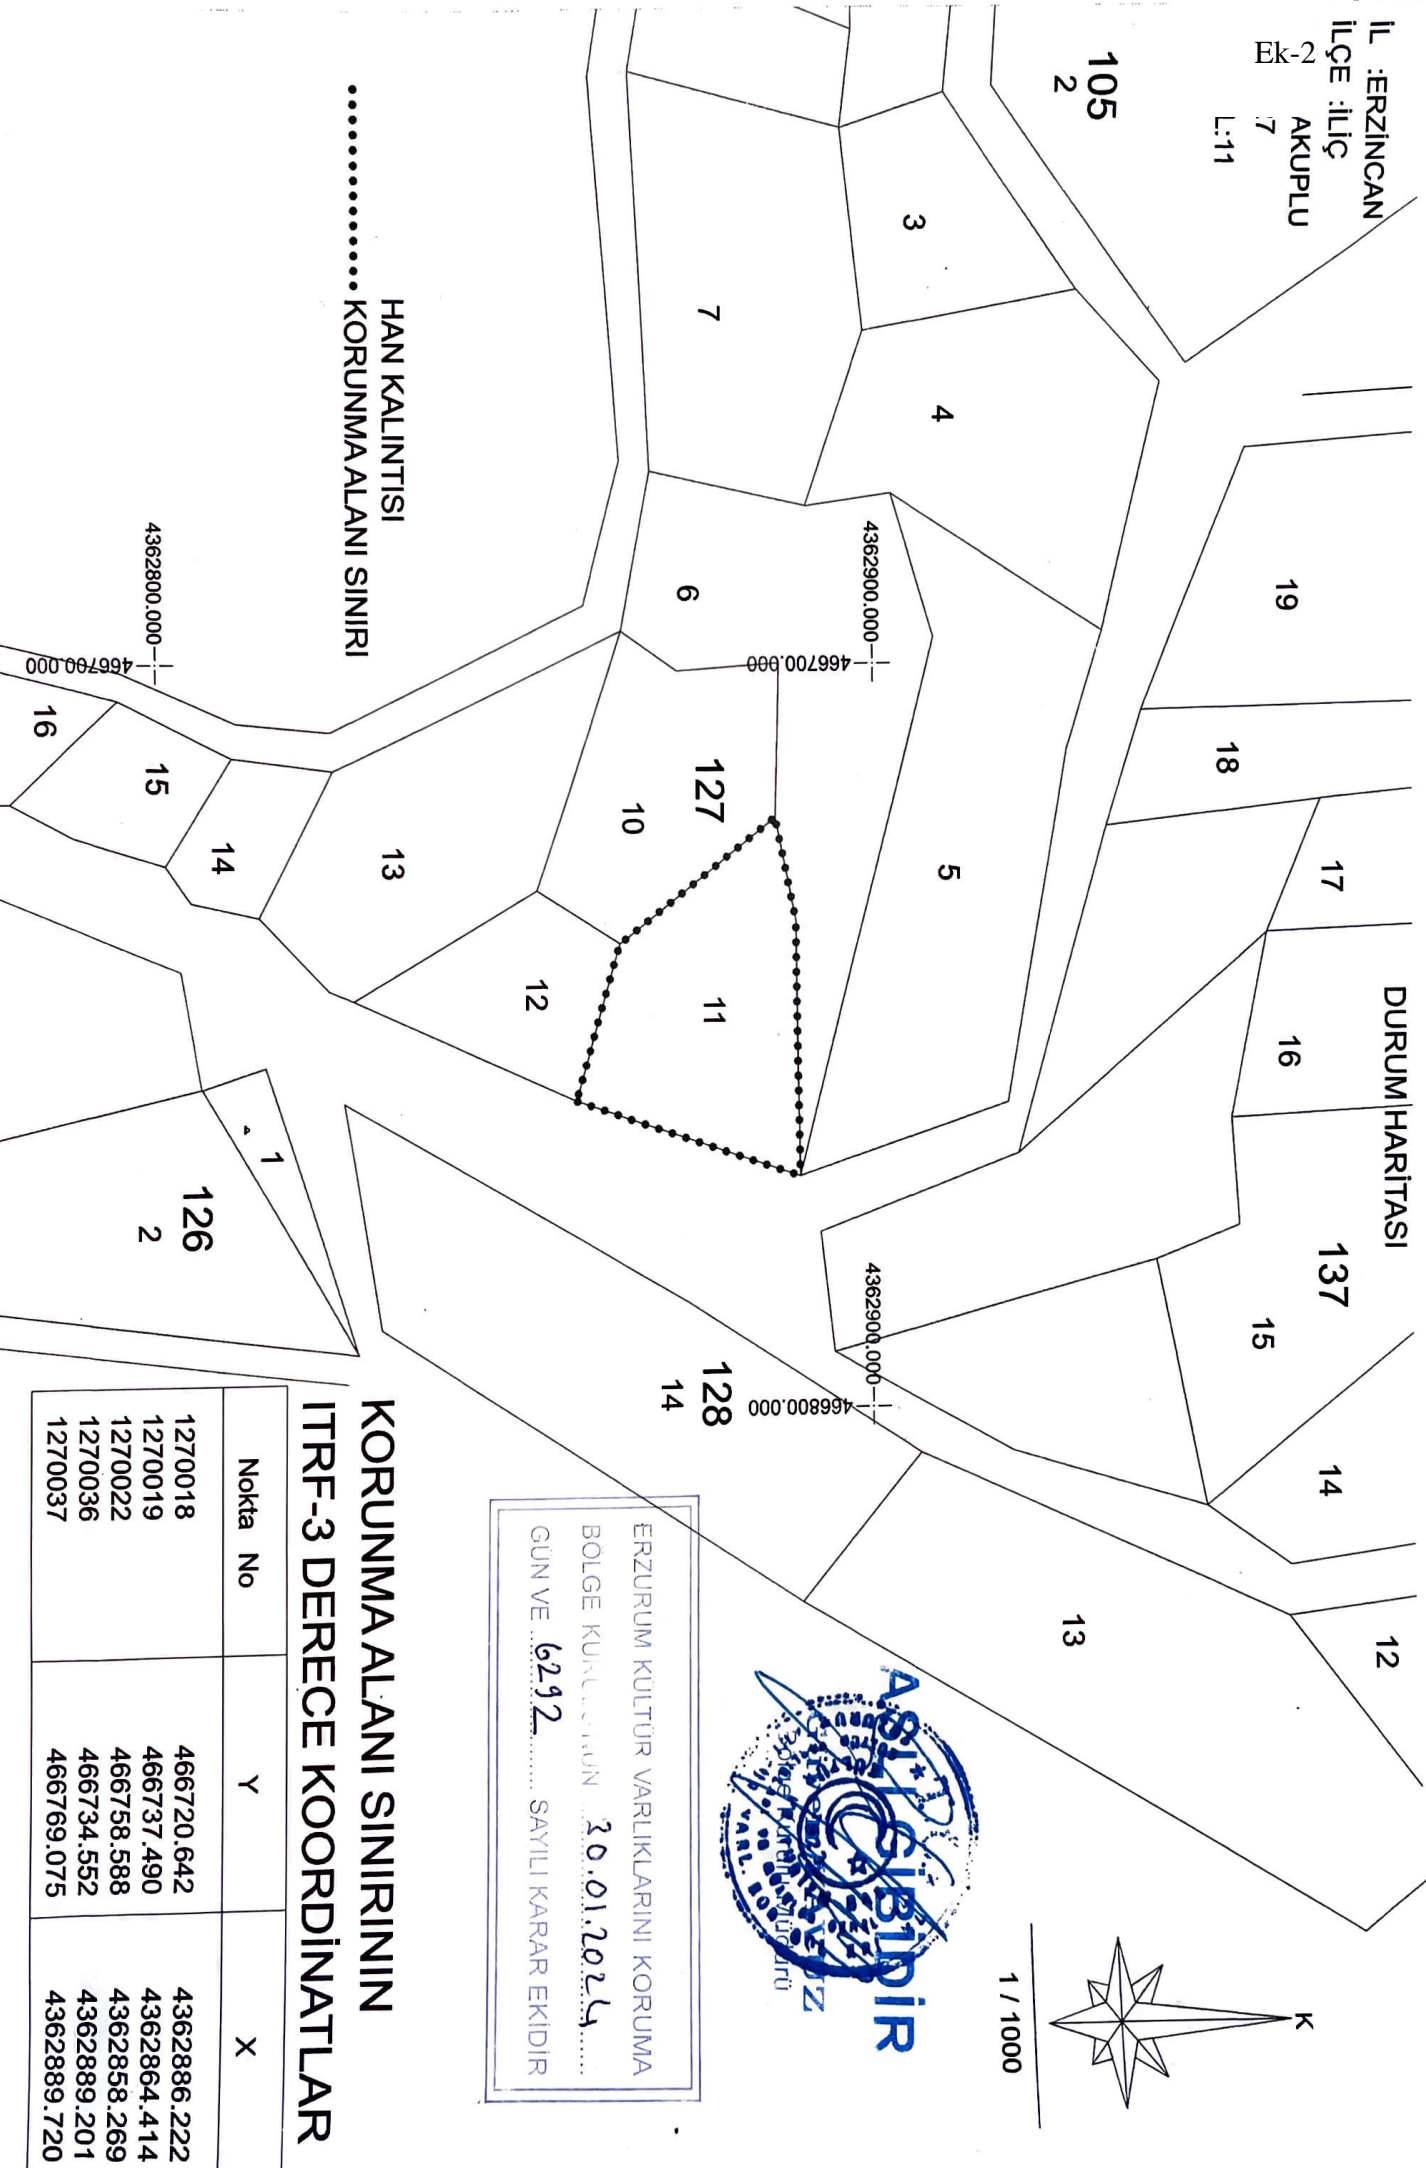 Ek-2
İL :ERZİNCAN
İLÇE :İLİÇ
AKUPLU
:7
L:11
DURUM HARİTASI
105
2
3
4
7
6
5
19
18
17
16
137
15
14
12
13
127
10
11
12
13
14
15
16
128
14
126
1
2
4362900.000
466700.000
4362800.000
466700.000
4362900.000
466800.000
HAN KALINTISI
KORUNMA ALANI SINIRI
K
1 / 1000
ASLI GİBİDİR
ERZURUM KÜLTÜR VARLIKLARINI KORUMA
BÖLGE KURULUNUN 20.01.2024
GÜN VE 6292 SAYILI KARAR EKİDİR
KORUNMA ALANI SINIRININ
ITRF-3 DERECE KOORDİNATLAR
Nokta No Y X
1270018 466720.642 4362886.222
1270019 466737.490 4362864.414
1270022 466758.588 4362858.269
1270036 466734.552 4362889.201
1270037 466769.075 4362889.720